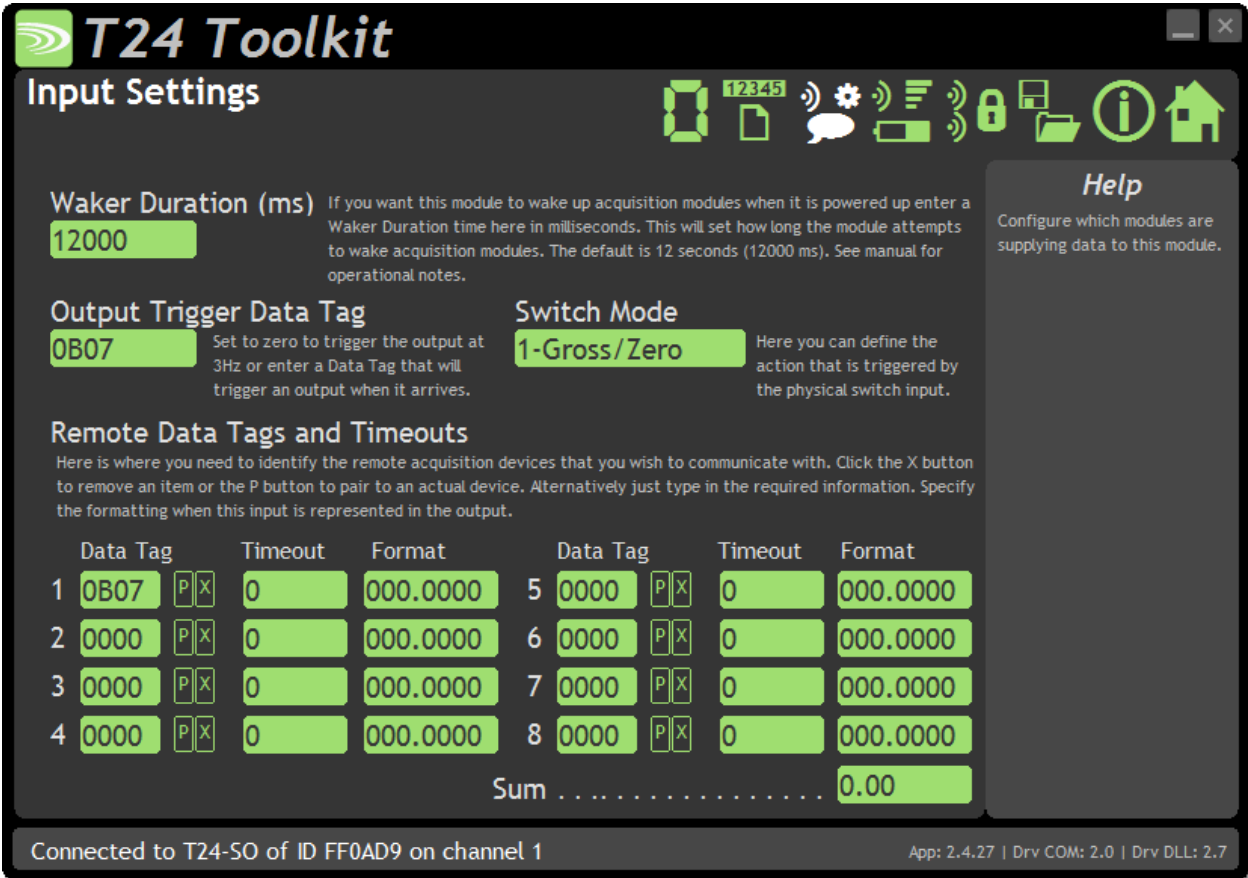 T24 Toolkit
Input Settings
12345
Waker Duration (ms)
12000
If you want this module to wake up acquisition modules when it is powered up enter a
Waker Duration time here in milliseconds. This will set how long the module attempts
to wake acquisition modules. The default is 12 seconds (12000 ms). See manual for
operational notes.
Output Trigger Data Tag
0B07
Set to zero to trigger the output at
3Hz or enter a Data Tag that will
trigger an output when it arrives.
Switch Mode
1-Gross/Zero
Here you can define the
action that is triggered by
the physical switch input.
Remote Data Tags and Timeouts
Here is where you need to identify the remote acquisition devices that you wish to communicate with. Click the X button
to remove an item or the P button to pair to an actual device. Alternatively just type in the required information. Specify
the formatting when this input is represented in the output.
Data Tag Timeout Format Data Tag Timeout Format
1 0B07 P X 0 000.0000 5 0000 P X 0 000.0000
2 0000 P X 0 000.0000 6 0000 P X 0 000.0000
3 0000 P X 0 000.0000 7 0000 P X 0 000.0000
4 0000 P X 0 000.0000 8 0000 P X 0 000.0000
Sum . . . . . . . . . . . . . . . . . 0.00
Help
Configure which modules are
supplying data to this module.
Connected to T24-SO of ID FF0AD9 on channel 1
App: 2.4.27 | Drv COM: 2.0 | Drv DLL: 2.7